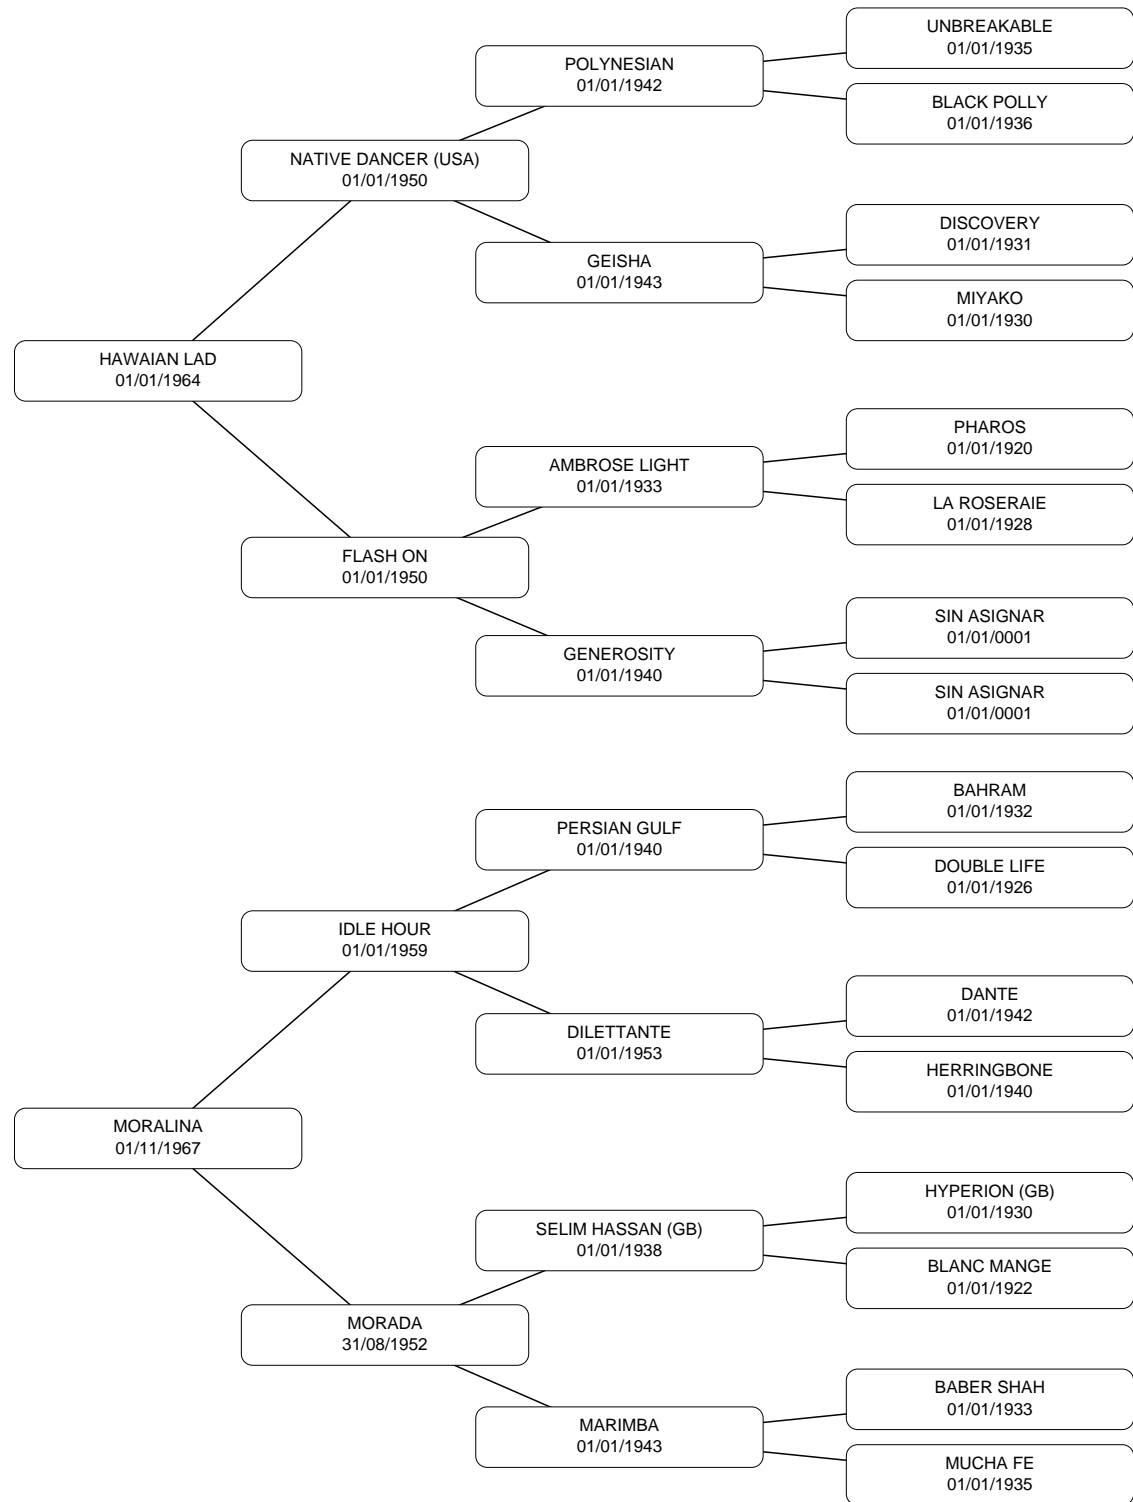 UNBREAKABLE
01/01/1935
POLYNESIAN
01/01/1942
BLACK POLLY
01/01/1936
NATIVE DANCER (USA)
01/01/1950
DISCOVERY
01/01/1931
GEISHA
01/01/1943
MIYAKO
01/01/1930
HAWAIAN LAD
01/01/1964
PHAROS
01/01/1920
AMBROSE LIGHT
01/01/1933
LA ROSERAIE
01/01/1928
FLASH ON
01/01/1950
SIN ASIGNAR
01/01/0001
GENEROSITY
01/01/1940
SIN ASIGNAR
01/01/0001
BAHRAM
01/01/1932
PERSIAN GULF
01/01/1940
DOUBLE LIFE
01/01/1926
IDLE HOUR
01/01/1959
DANTE
01/01/1942
DILETTANTE
01/01/1953
HERRINGBONE
01/01/1940
MORALINA
01/11/1967
HYPERION (GB)
01/01/1930
SELIM HASSAN (GB)
01/01/1938
BLANC MANGE
01/01/1922
MORADA
31/08/1952
BABER SHAH
01/01/1933
MARIMBA
01/01/1943
MUCHA FE
01/01/1935